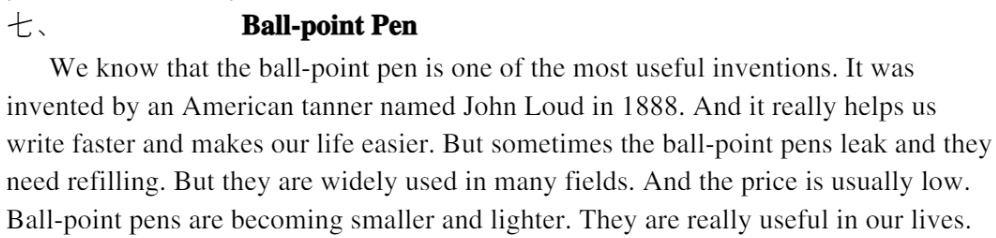 七、 Ball-point Pen
We know that the ball-point pen is one of the most useful inventions. It was
invented by an American tanner named John Loud in 1888. And it really helps us
write faster and makes our life easier. But sometimes the ball-point pens leak and they
need refilling. But they are widely used in many fields. And the price is usually low.
Ball-point pens are becoming smaller and lighter. They are really useful in our lives.